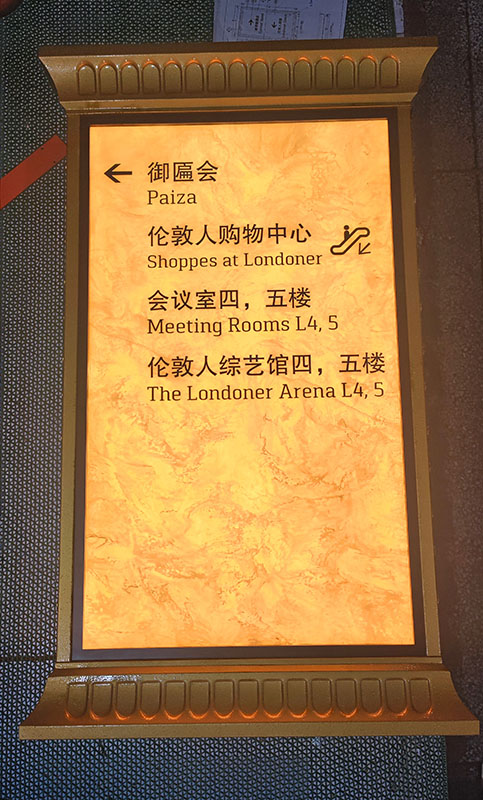 御匾会
Paiza
伦敦人购物中心
Shoppes at Londoner
会议室四，五楼
Meeting Rooms L4, 5
伦敦人综艺馆四，五楼
The Londoner Arena L4, 5